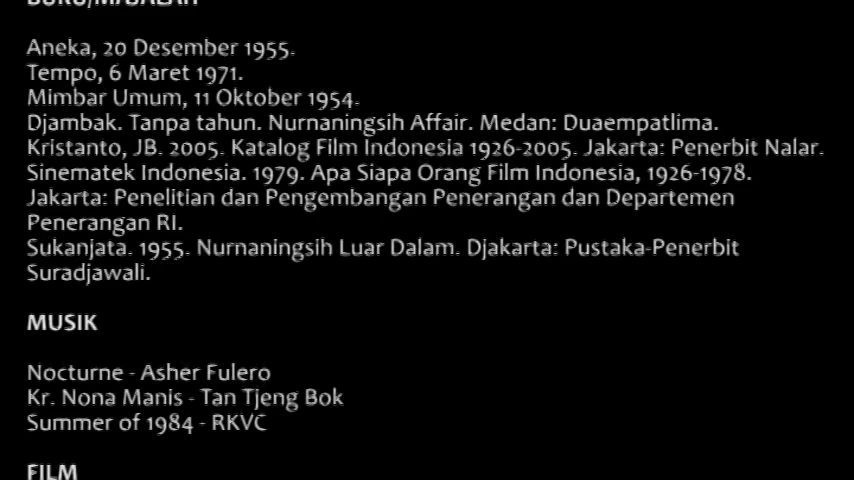 BUKU/MAJALAH
Aneka, 20 Desember 1955.
Tempo, 6 Maret 1971.
Mimbar Umum, 11 Oktober 1954.
Djambak. Tanpa tahun. Nurnaningsih Affair. Medan: Duaempatlima.
Kristanto, JB. 2005. Katalog Film Indonesia 1926-2005. Jakarta: Penerbit Nalar.
Sinematek Indonesia. 1979. Apa Siapa Orang Film Indonesia, 1926-1978.
Jakarta: Penelitian dan Pengembangan Penerangan dan Departemen
Penerangan RI.
Sukanjata. 1955. Nurnaningsih Luar Dalam. Djakarta: Pustaka-Penerbit
Suradjawali.
MUSIK
Nocturne - Asher Fulero
Kr. Nona Manis - Tan Tjeng Bok
Summer of 1984 - RKVC
FILM